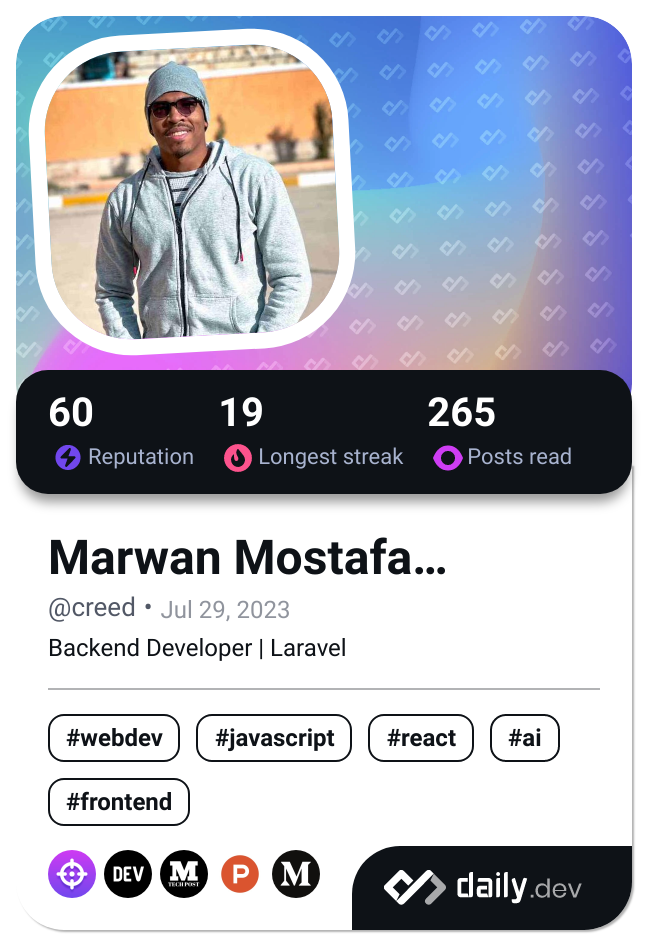 60 19 265
Reputation Longest streak Posts read
Marwan Mostafa…
@creed • Jul 29, 2023
Backend Developer | Laravel
#webdev #javascript #react #ai
#frontend
DEV M TECH POST P M
daily.dev